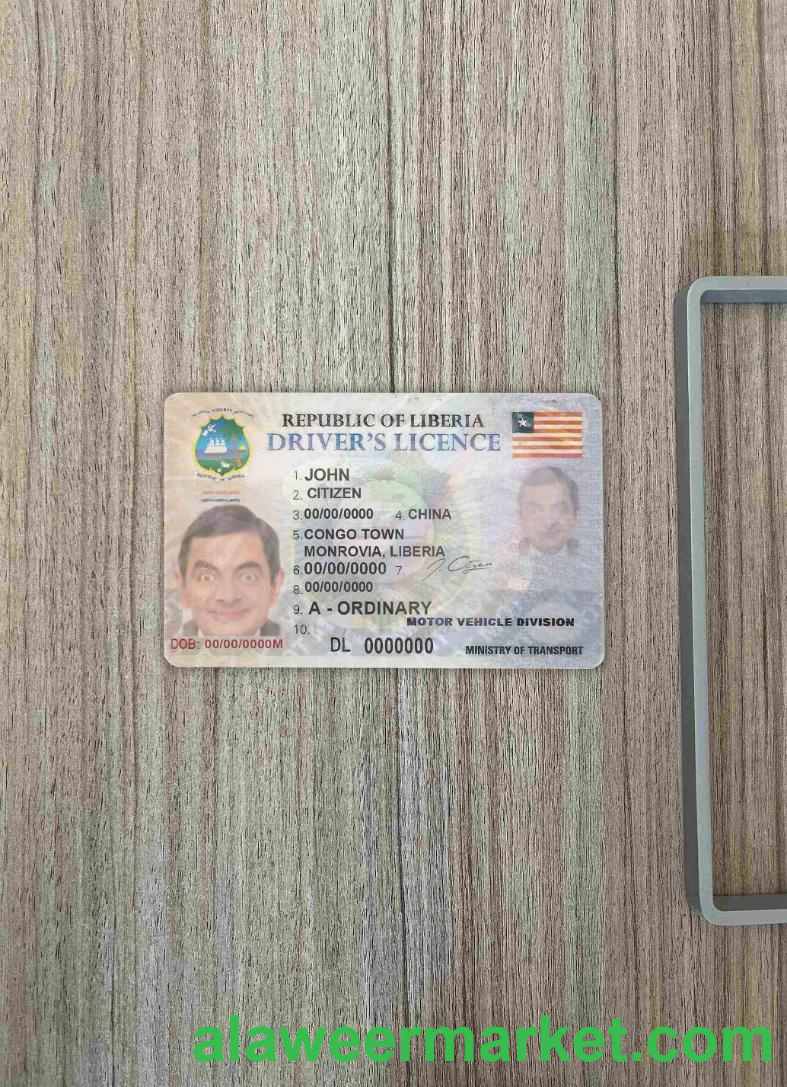 REPUBLIC OF LIBERIA
DRIVER'S LICENCE
1. JOHN
2. CITIZEN
3. 00/00/0000 4. CHINA
5. CONGO TOWN
MONROVIA, LIBERIA
6. 00/00/0000 7
8. 00/00/0000
9. A - ORDINARY
MOTOR VEHICLE DIVISION
10.
DOB: 00/00/0000M
DL 0000000
MINISTRY OF TRANSPORT
alaweermarket.com